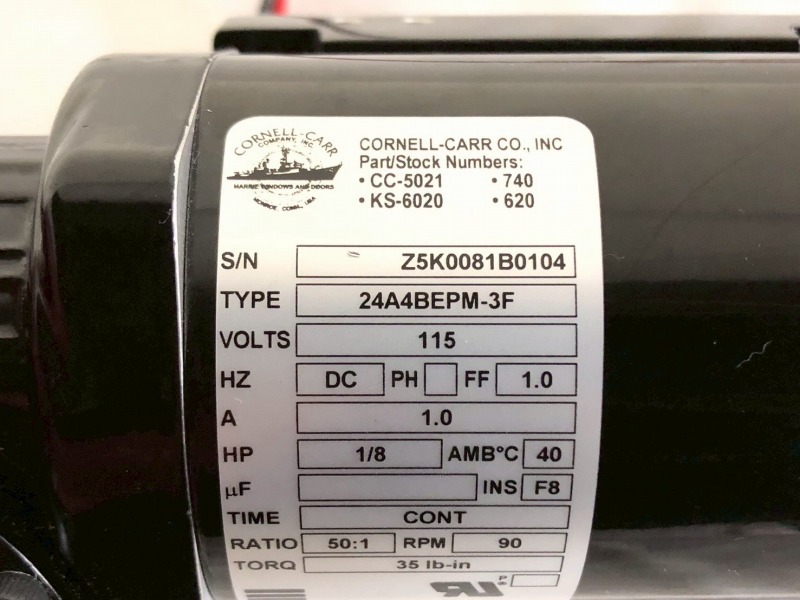 CORNELL-CARR
COMPANY, INC.
MARINE WINDOWS AND DOORS
MONROE, CONN., USA
CORNELL-CARR CO., INC
Part/Stock Numbers:
• CC-5021 • 740
• KS-6020 • 620
S/N Z5K0081B0104
TYPE 24A4BEPM-3F
VOLTS 115
HZ DC PH FF 1.0
A 1.0
HP 1/8 AMB°C 40
µF INS F8
TIME CONT
RATIO 50:1 RPM 90
TORQ 35 lb-in